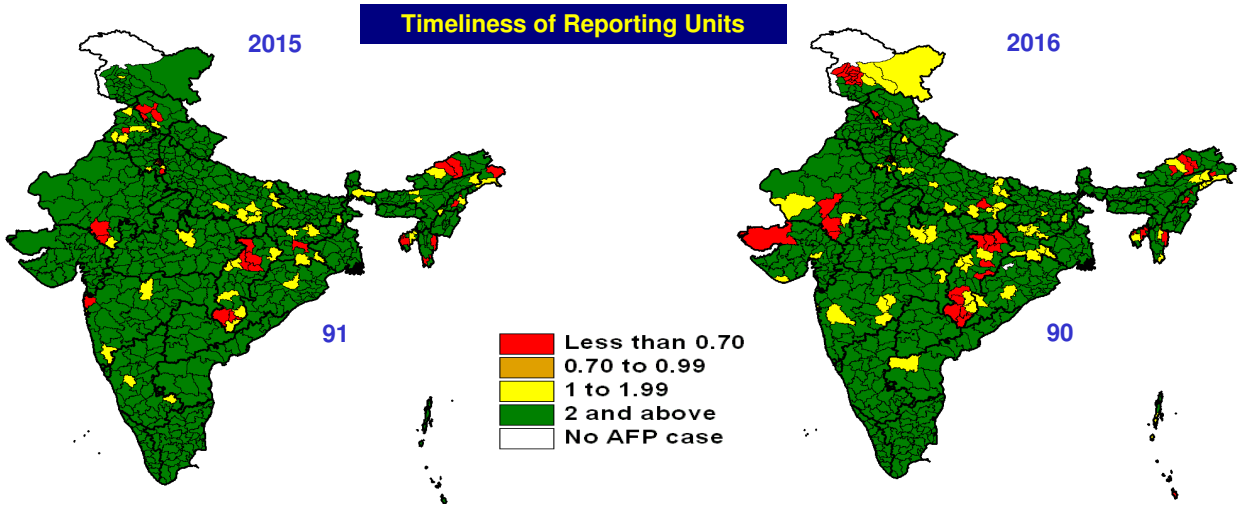 Timeliness of Reporting Units
2015
2016
91
90
Less than 0.70
0.70 to 0.99
1 to 1.99
2 and above
No AFP case